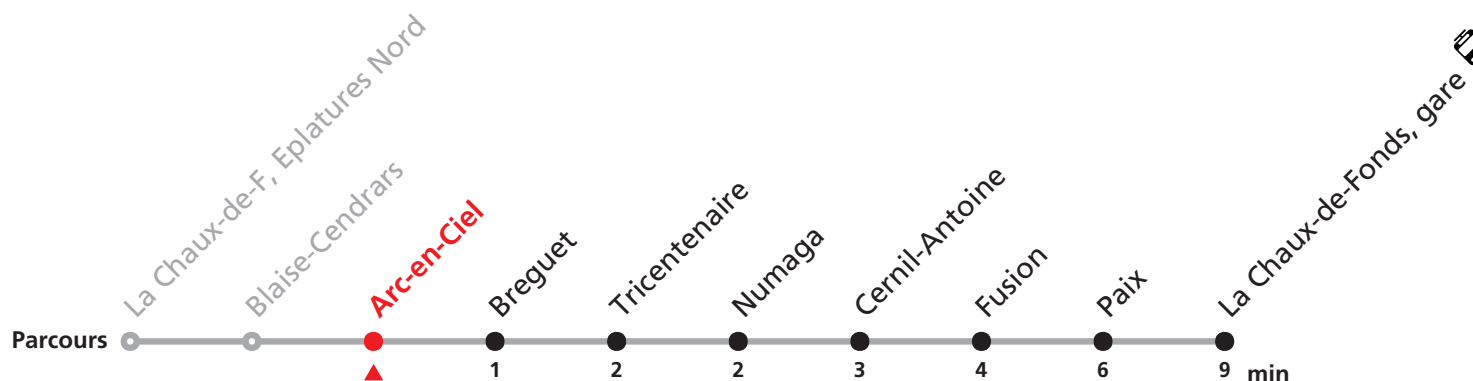 La Chaux-de-F, Eplatures Nord
Blaise-Cendrars
Arc-en-Ciel
Breguet
Tricentenaire
Numaga
Cernil-Antoine
Fusion
Paix
La Chaux-de-Fonds, gare
Parcours
1 2 2 3 4 6 9 min